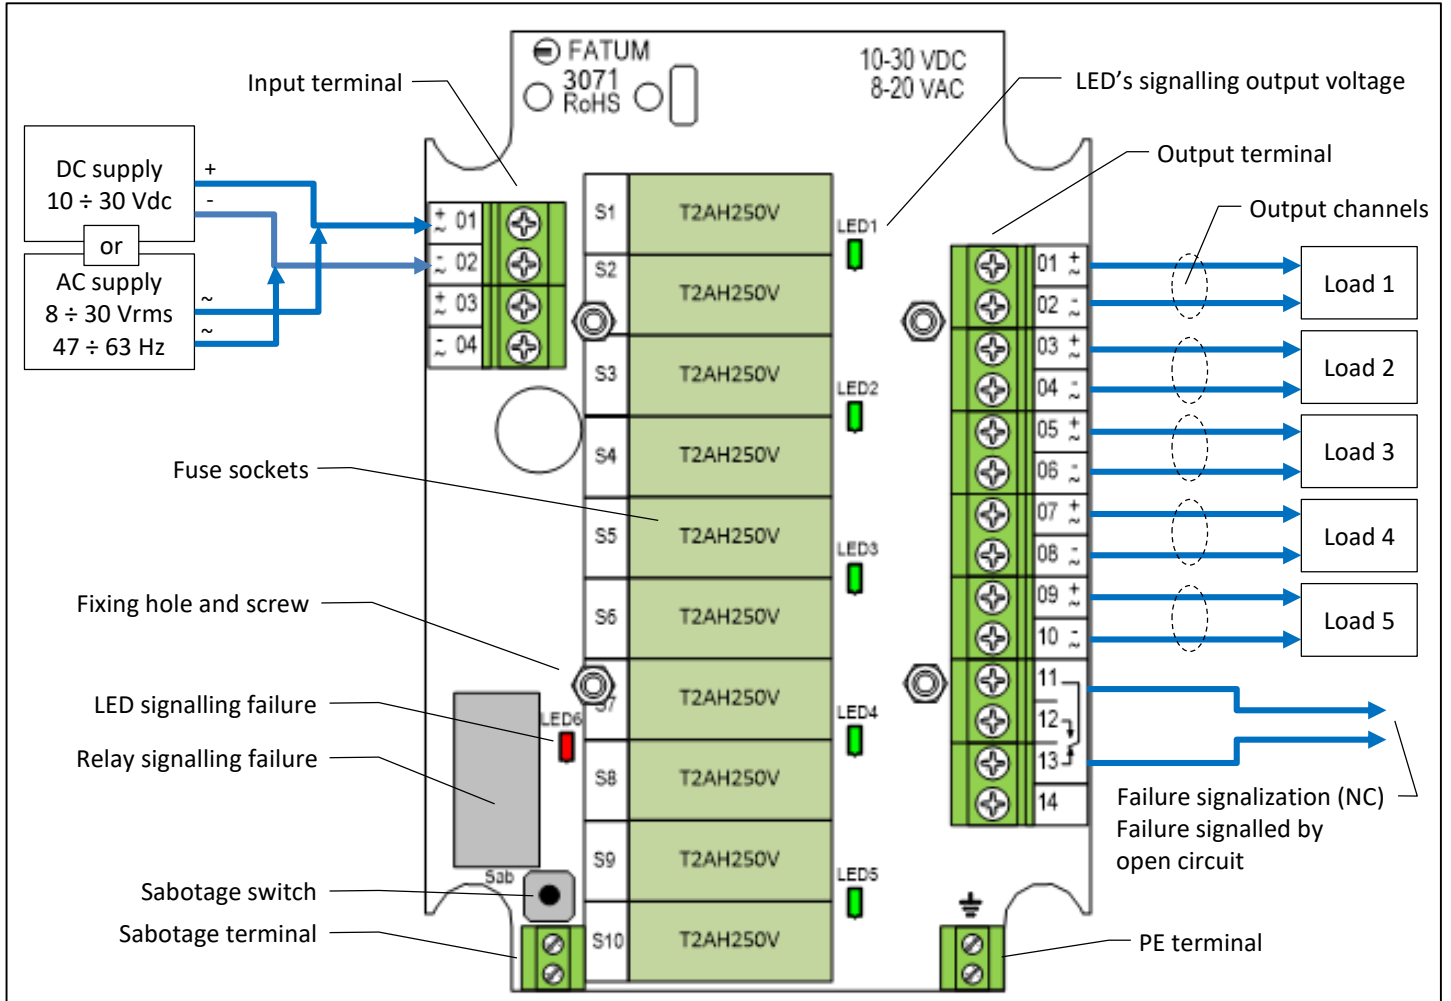 FATUM
3071
RoHS
10-30 VDC
8-20 VAC
Input terminal
LED's signalling output voltage
Output terminal
Output channels
DC supply
10 ÷ 30 Vdc
+
-
or
AC supply
8 ÷ 30 Vrms
47 ÷ 63 Hz
~
~
+ ~ 01
- ~ 02
+ ~ 03
- ~ 04
S1 T2AH250V
S2 T2AH250V
S3 T2AH250V
S4 T2AH250V
S5 T2AH250V
S6 T2AH250V
S7 T2AH250V
S8 T2AH250V
S9 T2AH250V
S10 T2AH250V
LED1
LED2
LED3
LED4
LED5
01 + ~
02 - ~
03 + ~
04 - ~
05 + ~
06 - ~
07 + ~
08 - ~
09 + ~
10 - ~
11
12
13
14
Load 1
Load 2
Load 3
Load 4
Load 5
Fuse sockets
Fixing hole and screw
LED signalling failure
LED6
Relay signalling failure
Sab
Sabotage switch
Sabotage terminal
Failure signalization (NC)
Failure signalled by
open circuit
PE terminal